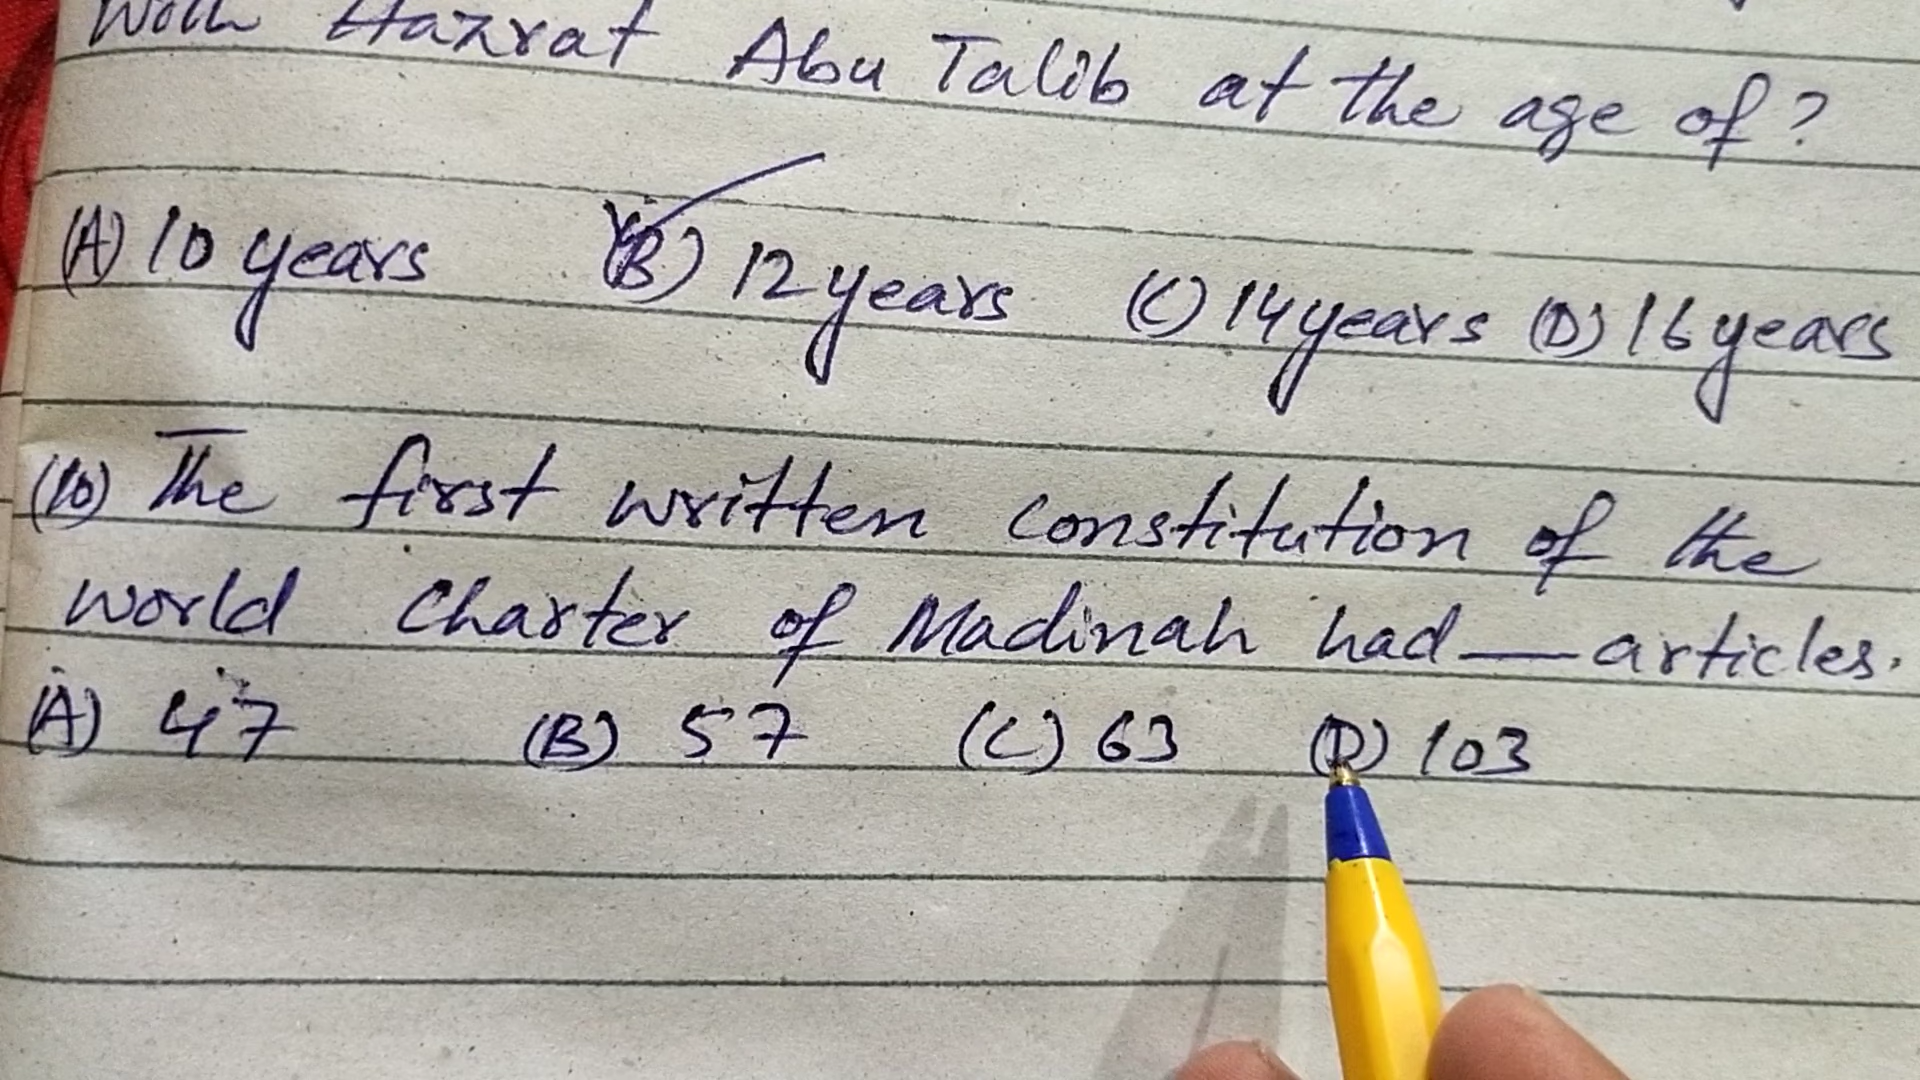 With Hazrat Abu Talib at the age of?
(A) 10 years (B) 12 years (C) 14 years (D) 16 years
(10) The first written constitution of the
world Charter of Madinah had — articles.
(A) 47 (B) 57 (C) 63 (D) 103